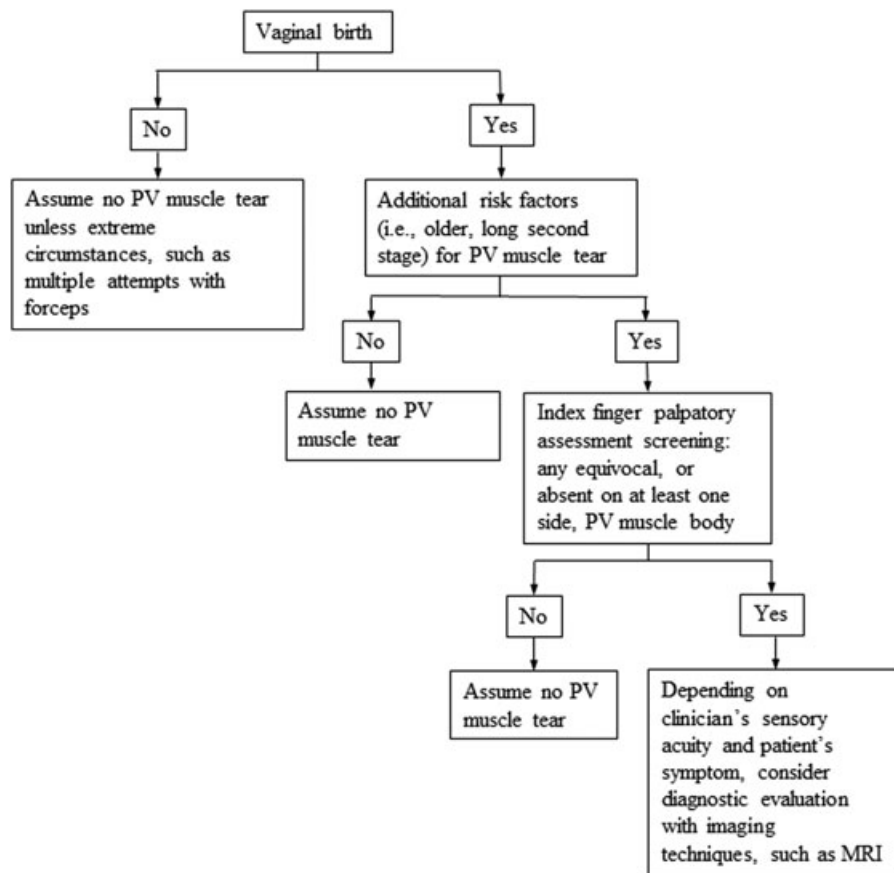 Vaginal birth
No
Yes
Assume no PV muscle tear
unless extreme
circumstances, such as
multiple attempts with
forceps
Additional risk factors
(i.e., older, long second
stage) for PV muscle tear
No
Yes
Assume no PV
muscle tear
Index finger palpatory
assessment screening:
any equivocal, or
absent on at least one
side, PV muscle body
No
Yes
Assume no PV
muscle tear
Depending on
clinician's sensory
acuity and patient's
symptom, consider
diagnostic evaluation
with imaging
techniques, such as MRI